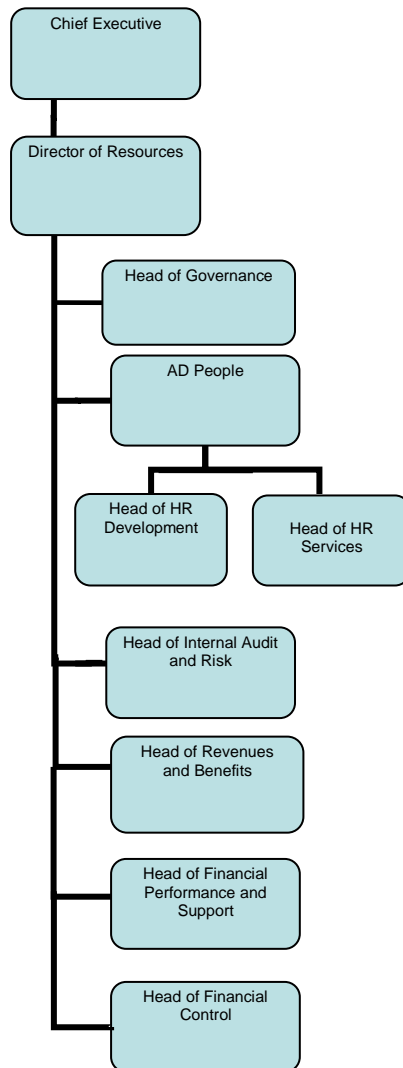 Chief Executive
Director of Resources
Head of Governance
AD People
Head of HR
Development
Head of HR
Services
Head of Internal Audit
and Risk
Head of Revenues
and Benefits
Head of Financial
Performance and
Support
Head of Financial
Control